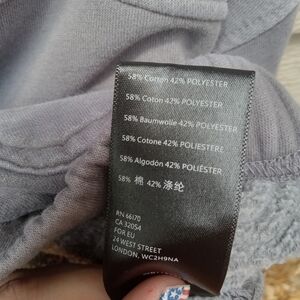 58% Cotton 42% POLYESTER
58% Coton 42% POLYESTER
58% Baumwolle 42% POLYESTER
58% Cotone 42% POLIESTERE
58% Algodón 42% POLIÉSTER
58% 棉 42% 涤纶
RN 66170
CA 32054
FOR EU
24 WEST STREET
LONDON, WC2H9NA